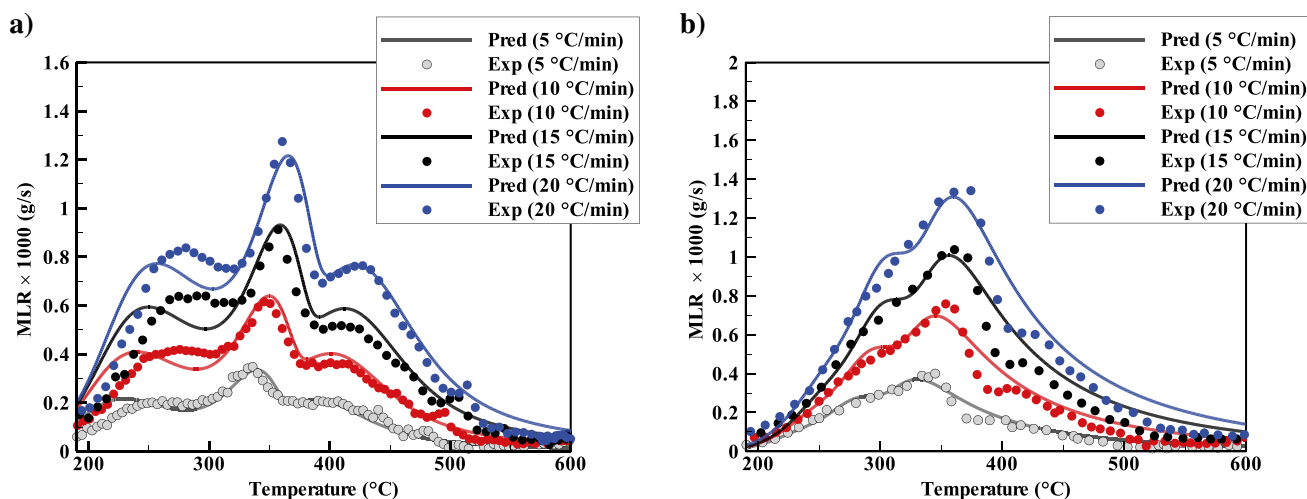 a)
Pred (5 °C/min)
Exp (5 °C/min)
Pred (10 °C/min)
Exp (10 °C/min)
Pred (15 °C/min)
Exp (15 °C/min)
Pred (20 °C/min)
Exp (20 °C/min)
1.6
1.4
1.2
1
0.8
0.6
0.4
0.2
0
MLR × 1000 (g/s)
200 300 400 500 600
Temperature (°C)
b)
Pred (5 °C/min)
Exp (5 °C/min)
Pred (10 °C/min)
Exp (10 °C/min)
Pred (15 °C/min)
Exp (15 °C/min)
Pred (20 °C/min)
Exp (20 °C/min)
2
1.8
1.6
1.4
1.2
1
0.8
0.6
0.4
0.2
0
MLR × 1000 (g/s)
200 300 400 500 600
Temperature (°C)